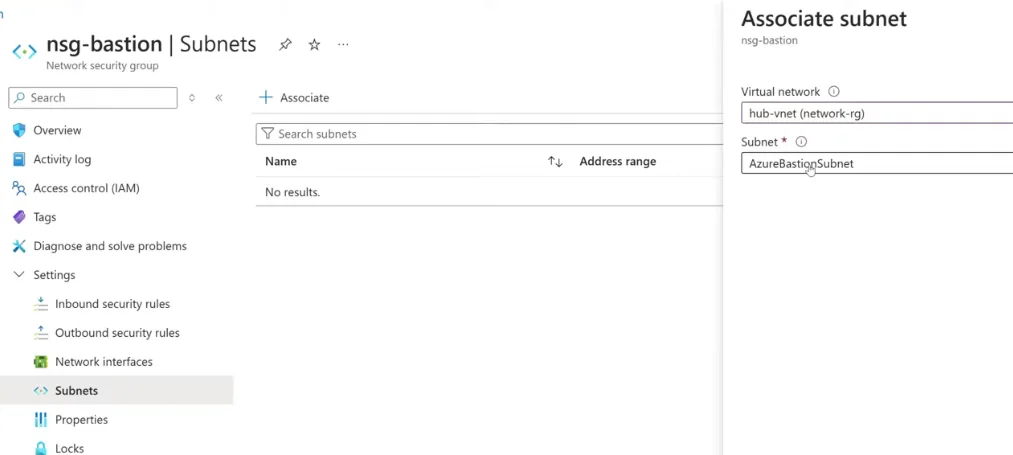 nsg-bastion | Subnets
Network security group
Search
Overview
Activity log
Access control (IAM)
Tags
Diagnose and solve problems
Settings
Inbound security rules
Outbound security rules
Network interfaces
Subnets
Properties
Locks
Associate
Search subnets
Name Address range
No results.
Associate subnet
nsg-bastion
Virtual network
hub-vnet (network-rg)
Subnet *
AzureBastionSubnet